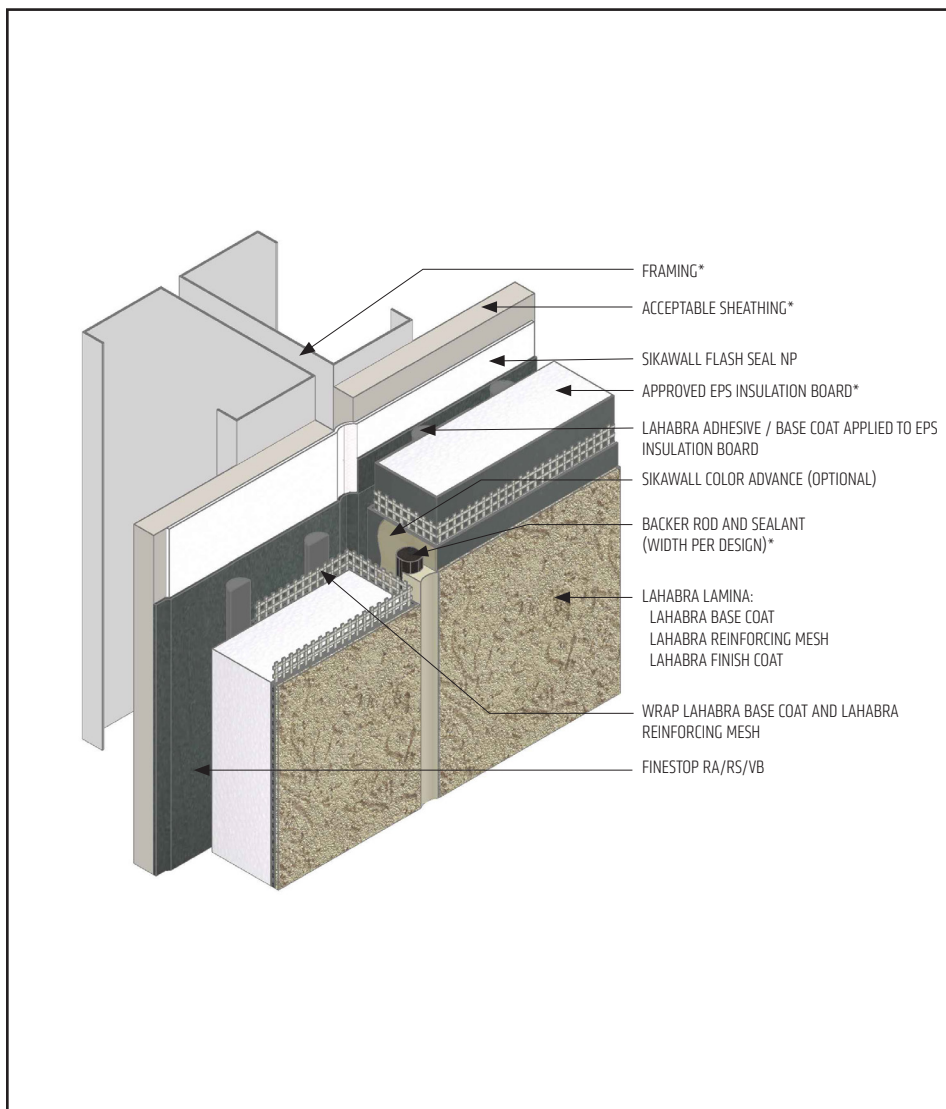 FRAMING*
ACCEPTABLE SHEATHING*
SIKAWALL FLASH SEAL NP
APPROVED EPS INSULATION BOARD*
LAHABRA ADHESIVE / BASE COAT APPLIED TO EPS
INSULATION BOARD
SIKAWALL COLOR ADVANCE (OPTIONAL)
BACKER ROD AND SEALANT
(WIDTH PER DESIGN)*
LAHABRA LAMINA:
LAHABRA BASE COAT
LAHABRA REINFORCING MESH
LAHABRA FINISH COAT
WRAP LAHABRA BASE COAT AND LAHABRA
REINFORCING MESH
FINESTOP RA/RS/VB